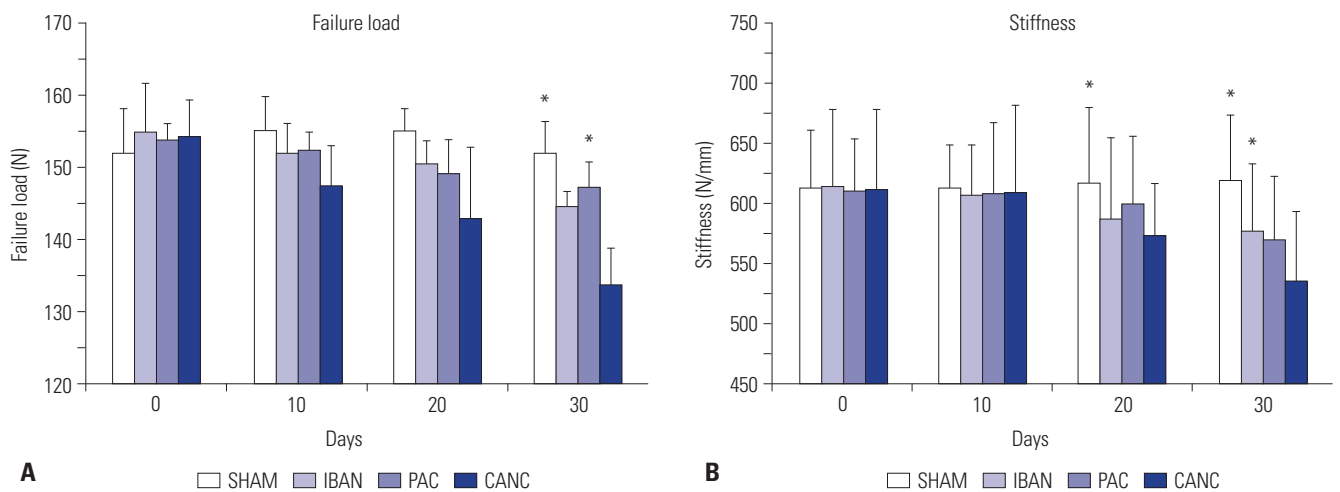 Failure load
170
160
150
140
130
120
Failure load (N)
*
*
0 10 20 30
Days
A
SHAM IBAN PAC CANC
Stiffness
750
700
650
600
550
500
450
Stiffness (N/mm)
*
*
*
0 10 20 30
Days
B
SHAM IBAN PAC CANC